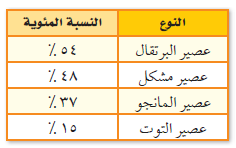 النوع النسبة المئوية
عصير البرتقال ٥٤ ٪
عصير مشكل ٤٨ ٪
عصير المانجو ٣٧ ٪
عصير التوت ١٥ ٪